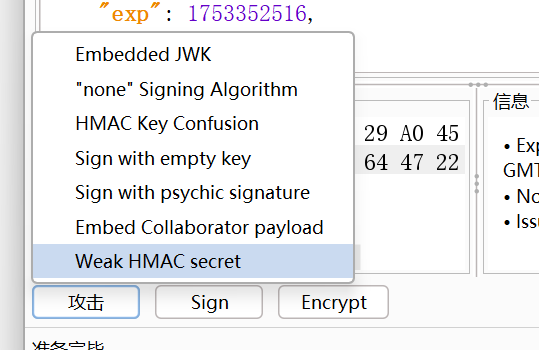 "exp": 1753352516,
Embedded JWK
"none" Signing Algorithm
HMAC Key Confusion
Sign with empty key
Sign with psychic signature
Embed Collaborator payload
Weak HMAC secret
29 A0 45
64 47 22
信息
• Exp
GMT
• No
• Issu
攻击
Sign
Encrypt
准备完毕